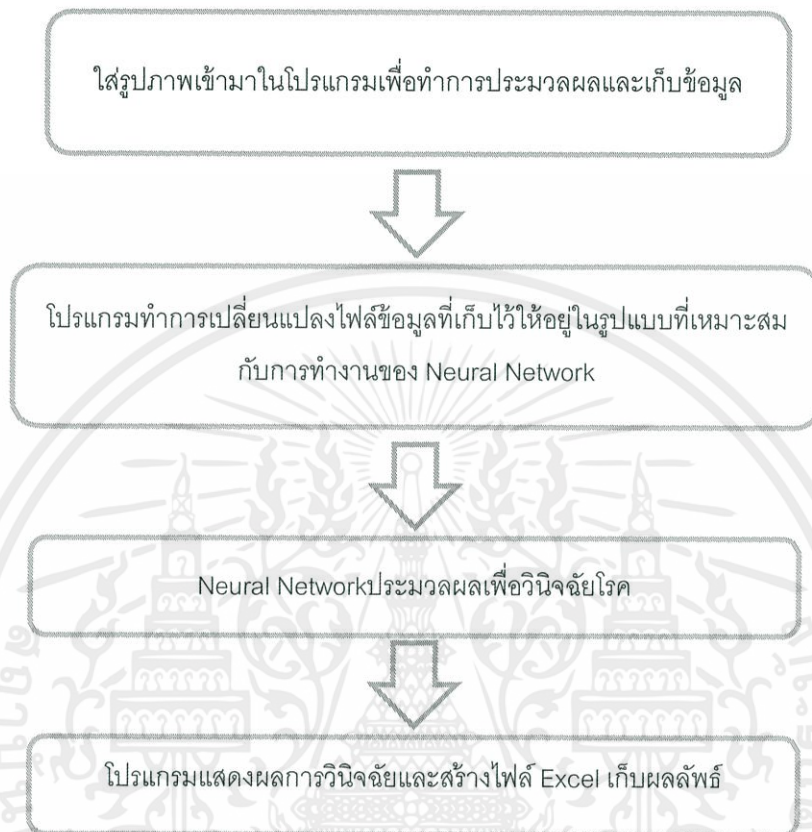 ใส่รูปภาพเข้ามาในโปรแกรมเพื่อทำการประมวลผลและเก็บข้อมูล
โปรแกรมทำการเปลี่ยนแปลงไฟล์ข้อมูลที่เก็บไว้ให้อยู่ในรูปแบบที่เหมาะสม
กับการทำงานของ Neural Network
Neural Networkประมวลผลเพื่อวินิจฉัยโรค
โปรแกรมแสดงผลการวินิจฉัยและสร้างไฟล์ Excel เก็บผลลัพธ์